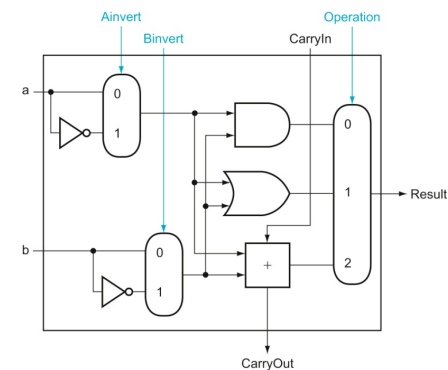 Ainvert
Operation
Binvert
CarryIn
a
0
1
0
1
Result
b
0
1
+
2
CarryOut